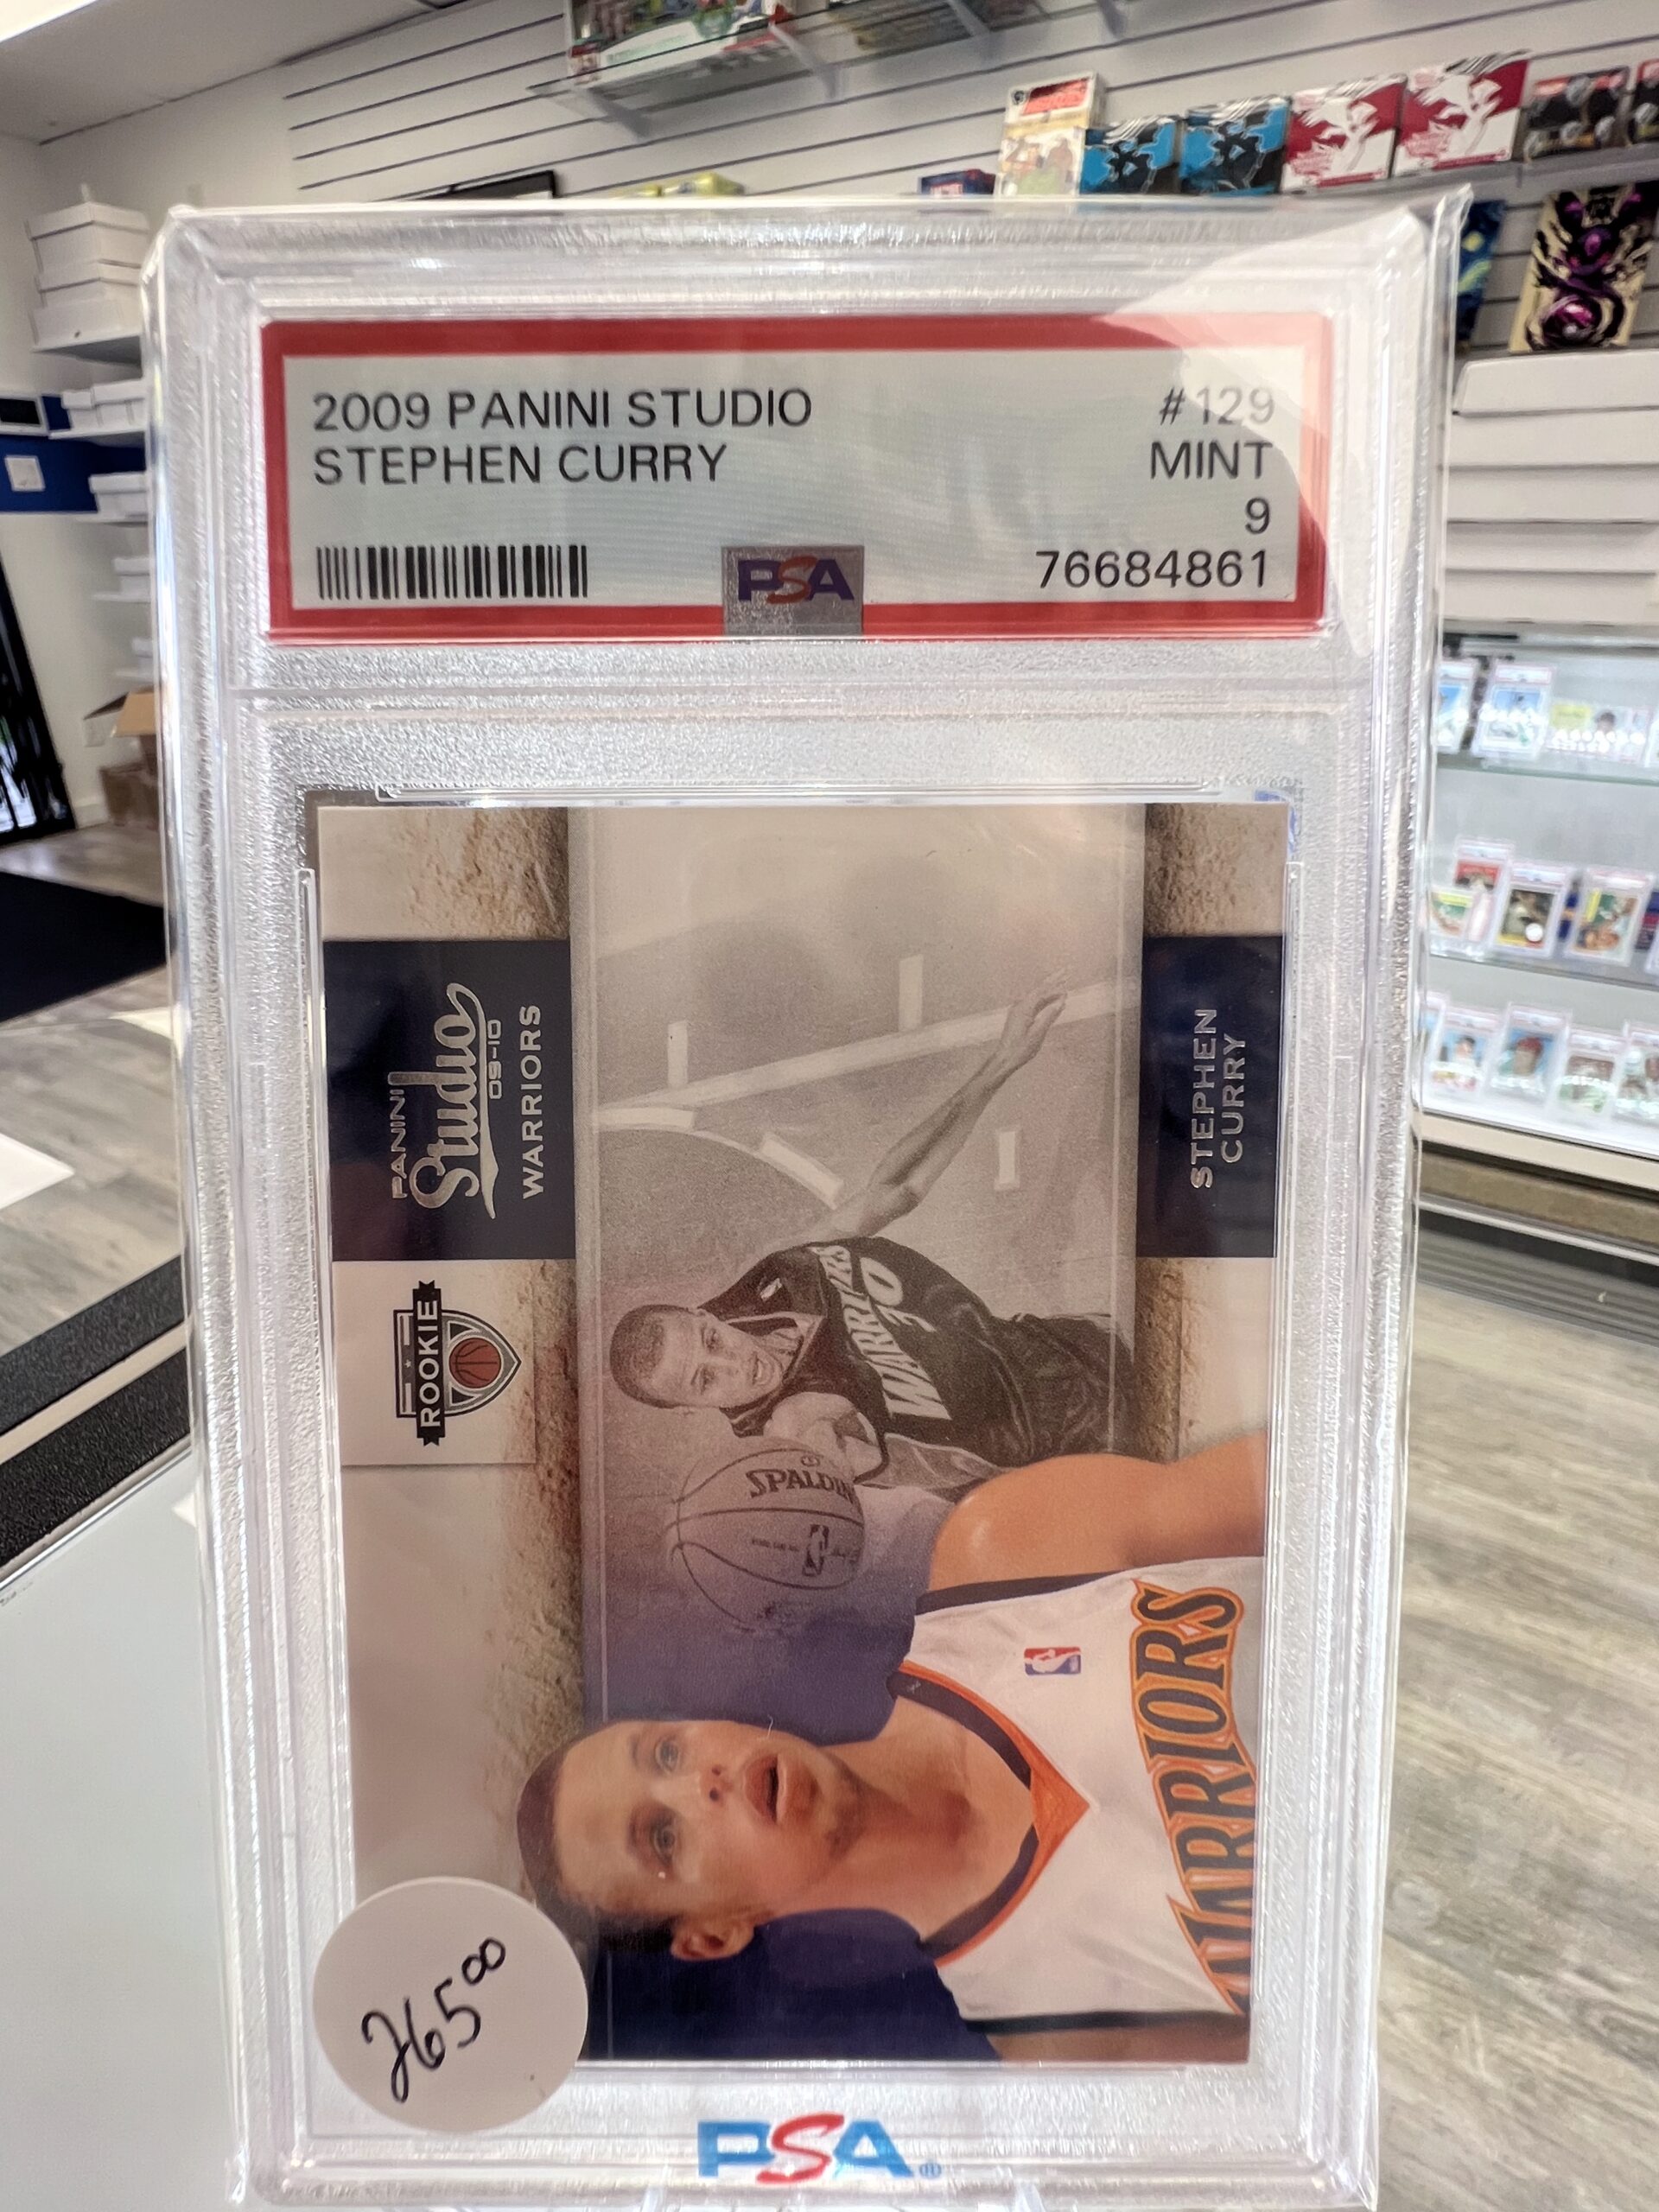 2009 PANINI STUDIO #129
STEPHEN CURRY MINT
9
PSA 76684861
PANINI
Studio
09-10
WARRIORS
STEPHEN
CURRY
ROOKIE
WARRIORS
30
SPALDING
WARRIORS
26500
PSA®